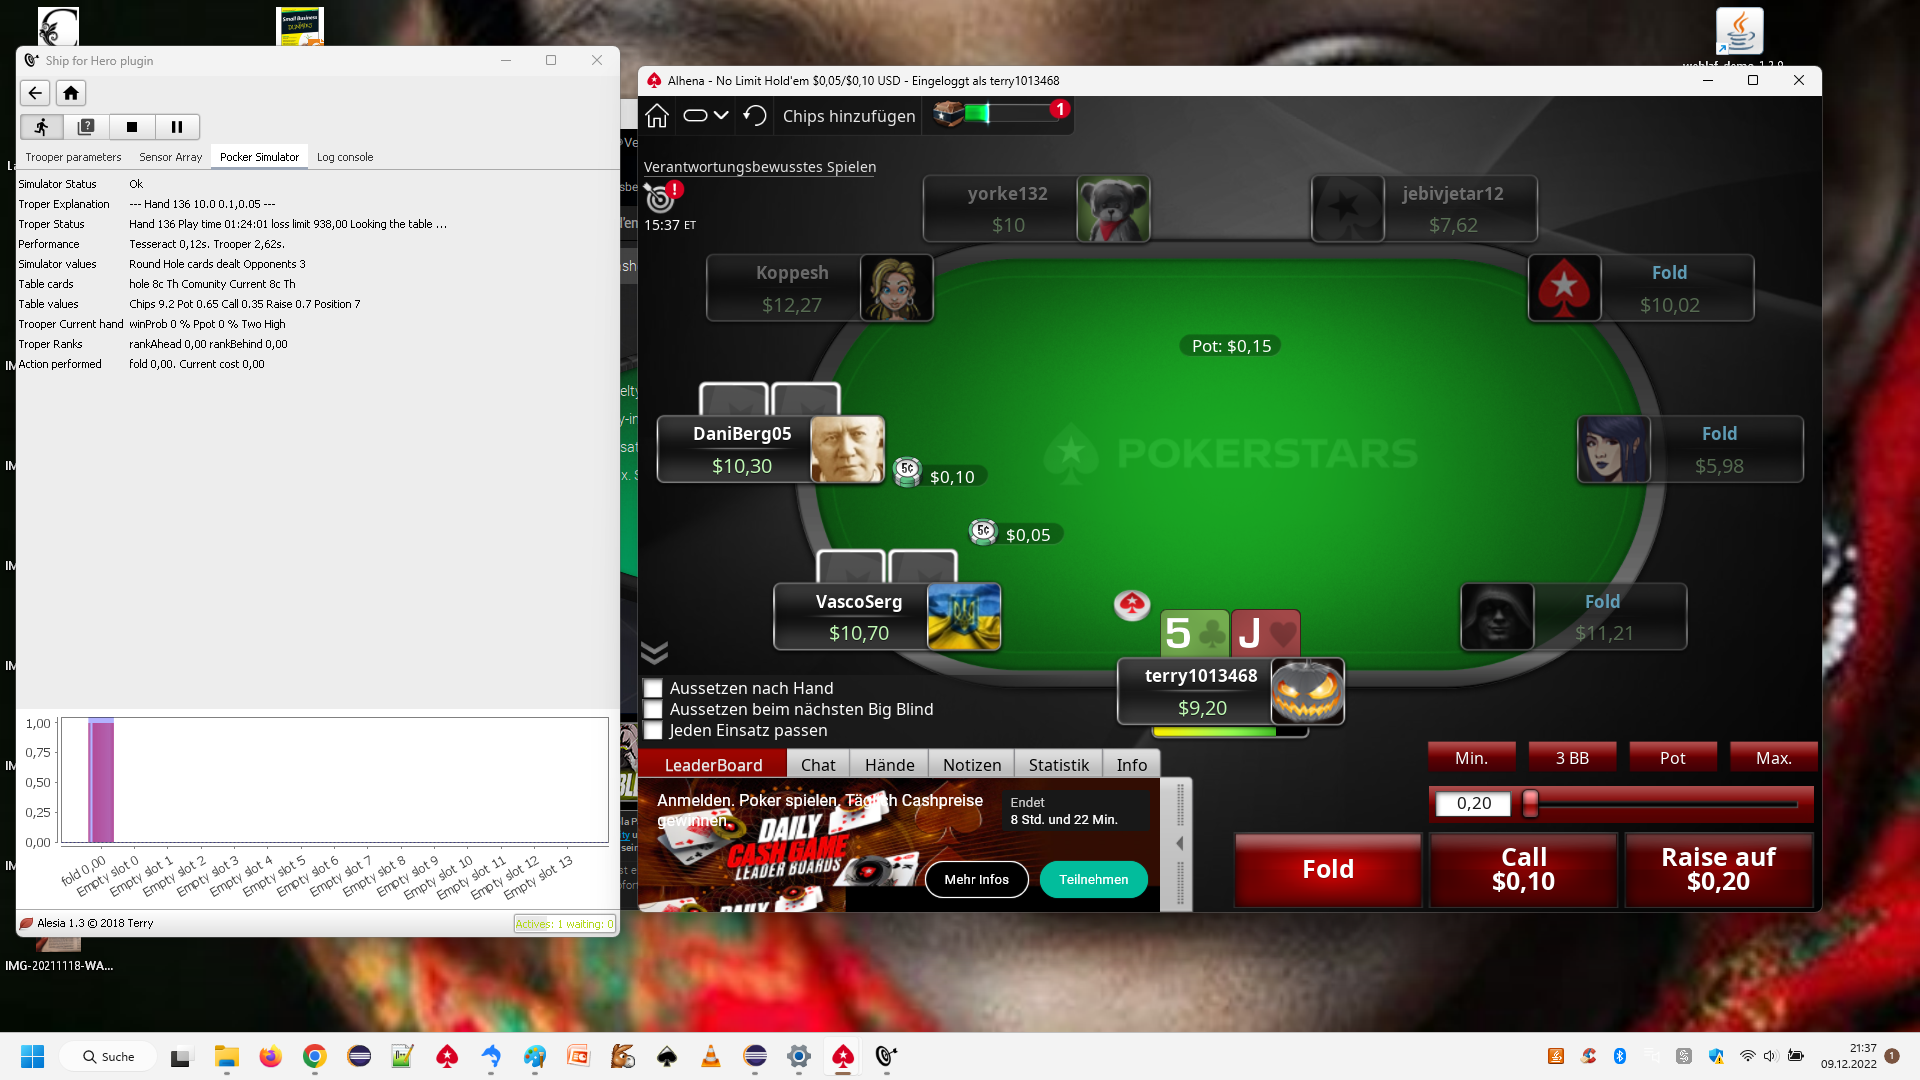 Small Business
DUMMIES
Ship for Hero plugin
Trooper parameters
Sensor Array
Pocker Simulator
Log console
Simulator Status Ok
Troper Explanation --- Hand 136 10.0 0.1,0.05 ---
Troper Status Hand 136 Play time 01:24:01 loss limit 938,00 Looking the table ...
Performance Tesseract 0,12s. Trooper 2,62s.
Simulator values Round Hole cards dealt Opponents 3
Table cards hole 8c Th Comunity Current 8c Th
Table values Chips 9.2 Pot 0.65 Call 0.35 Raise 0.7 Position 7
Trooper Current hand winProb 0 % Ppot 0 % Two High
Troper Ranks rankAhead 0,00 rankBehind 0,00
Action performed fold 0,00. Current cost 0,00
1,00
0,75
0,50
0,25
0,00
fold 0,00
Empty slot 0
Empty slot 1
Empty slot 2
Empty slot 3
Empty slot 4
Empty slot 5
Empty slot 6
Empty slot 7
Empty slot 8
Empty slot 9
Empty slot 10
Empty slot 11
Empty slot 12
Empty slot 13
Alesia 1.3 © 2018 Terry
Actives: 1 waiting: 0
IMG-20211118-WA...
Alhena - No Limit Hold'em $0,05/$0,10 USD - Eingeloggt als terry1013468
Chips hinzufügen
1
Verantwortungsbewusstes Spielen
!
15:37 ET
yorke132
$10
jebivjetar12
$7,62
Koppesh
$12,27
Fold
$10,02
Pot: $0,15
DaniBerg05
$10,30
5¢
$0,10
POKERSTARS
Fold
$5,98
5¢
$0,05
VascoSerg
$10,70
5
J
Fold
$11,21
terry1013468
$9,20
Aussetzen nach Hand
Aussetzen beim nächsten Big Blind
Jeden Einsatz passen
LeaderBoard
Chat
Hände
Notizen
Statistik
Info
Anmelden. Poker spielen. Täglich Cashpreise
gewinnen.
Endet
8 Std. und 22 Min.
DAILY
CASH GAME
LEADER BOARDS
DAILY
Mehr Infos
Teilnehmen
Min.
3 BB
Pot
Max.
0,20
Fold
Call
$0,10
Raise auf
$0,20
Suche
21:37
09.12.2022
1